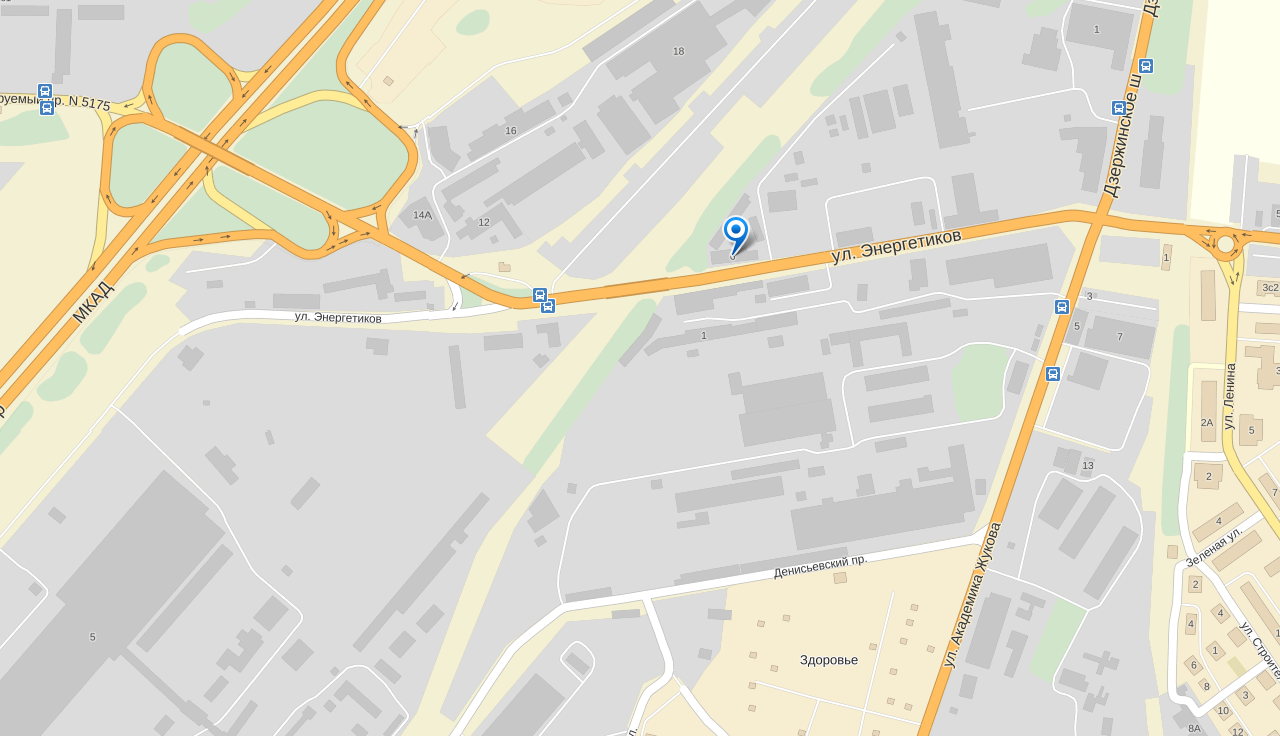 18
1
руемый пр. N 5175
Дзержинское ш
16
14А
12
5
ул. Энергетиков
1
МКАД
3с2
ул. Энергетиков
3
5
7
1
ул. Ленина
2А
5
13
2
7
4
Зеленая ул.
Денисьевский пр.
ул. Академика Жукова
2
4
4
ул. Строите
5
1
Здоровье
6
8
3
10
8А
12